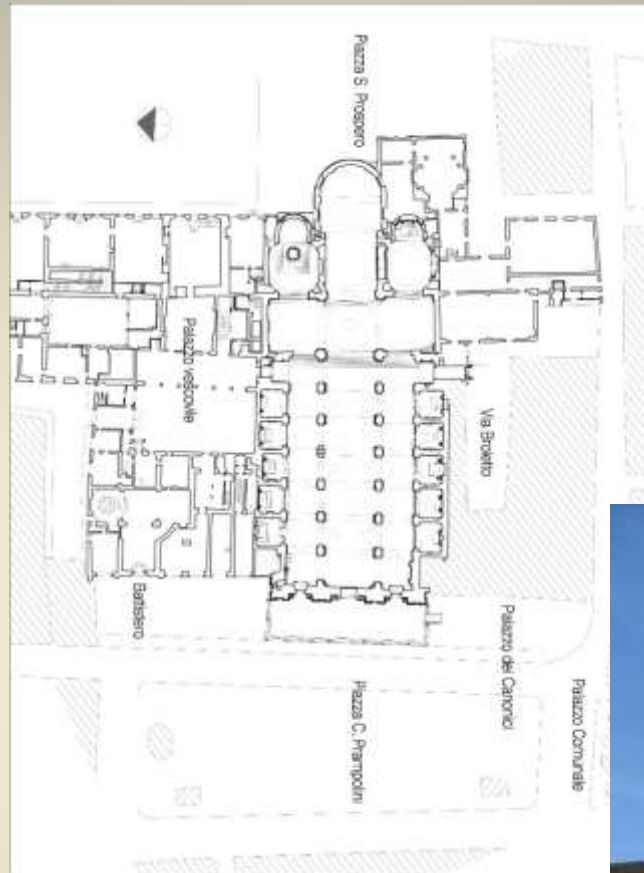 Piazza S. Prospero
Palazzo vescovile
Via Broletto
Battistero
Palazzo dei Canonici
Palazzo Comunale
Piazza C. Prampolini